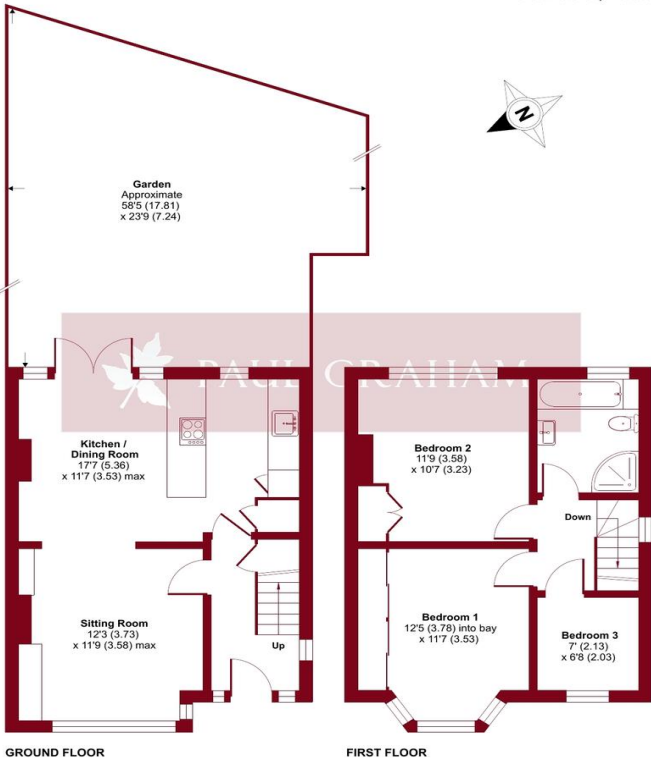 Garden
Approximate
58'5 (17.81)
x 23'9 (7.24)
N
PAUL GRAHAM
Kitchen /
Dining Room
17'7 (5.36)
x 11'7 (3.53) max
Sitting Room
12'3 (3.73)
x 11'9 (3.58) max
Up
GROUND FLOOR
Bedroom 2
11'9 (3.58)
x 10'7 (3.23)
Down
Bedroom 1
12'5 (3.78) into bay
x 11'7 (3.53)
Bedroom 3
7' (2.13)
x 6'8 (2.03)
FIRST FLOOR